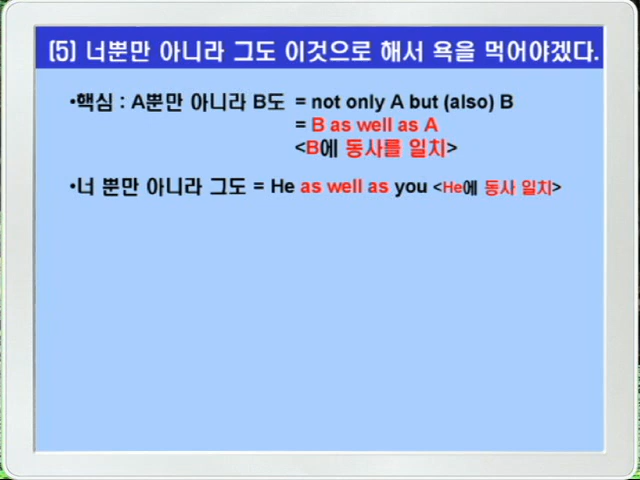 (5) 너뿐만 아니라 그도 이것으로 해서 욕을 먹어야겠다.
•핵심 : A뿐만 아니라 B도 = not only A but (also) B
= B as well as A
<B에 동사를 일치>
•너 뿐만 아니라 그도 = He as well as you <He에 동사 일치>